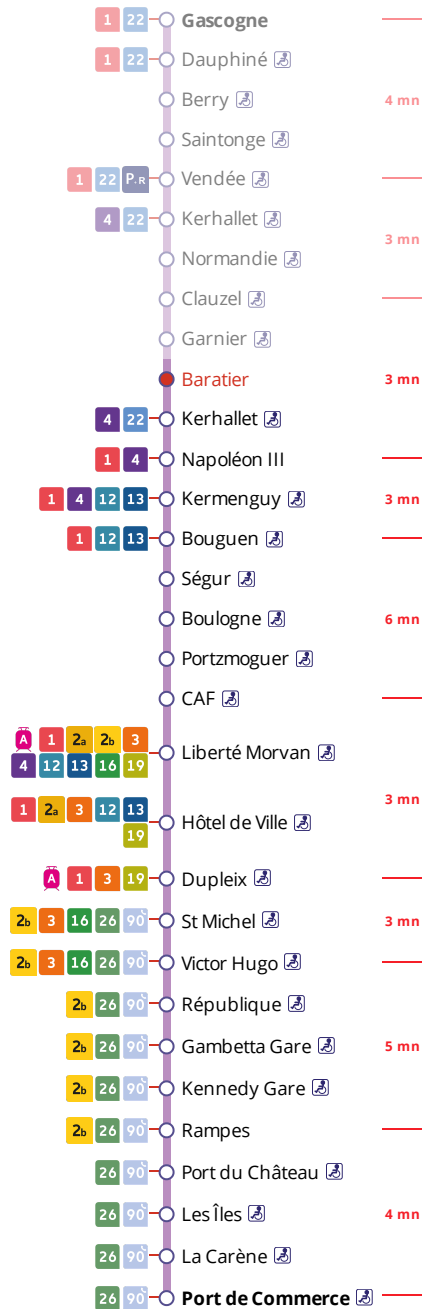 1 22 Gascogne
1 22 Dauphiné
Berry 4 mn
Saintonge
1 22 P+R Vendée
4 22 Kerhallet
3 mn
Normandie
Clauzel
Garnier
Baratier 3 mn
4 22 Kerhallet
1 4 Napoléon III
1 4 12 13 Kermenguy 3 mn
1 12 13 Bouguen
Ségur
Boulogne 6 mn
Portzmoguer
CAF
A 1 2a 2b 3
Liberté Morvan
4 12 13 16 19
3 mn
1 2a 3 12 13
Hôtel de Ville
19
A 1 3 19 Dupleix
2b 3 16 26 90 St Michel 3 mn
2b 3 16 26 90 Victor Hugo
2b 26 90 République
2b 26 90 Gambetta Gare 5 mn
2b 26 90 Kennedy Gare
2b 26 90 Rampes
26 90 Port du Château
26 90 Les Îles 4 mn
26 90 La Carène
26 90 Port de Commerce